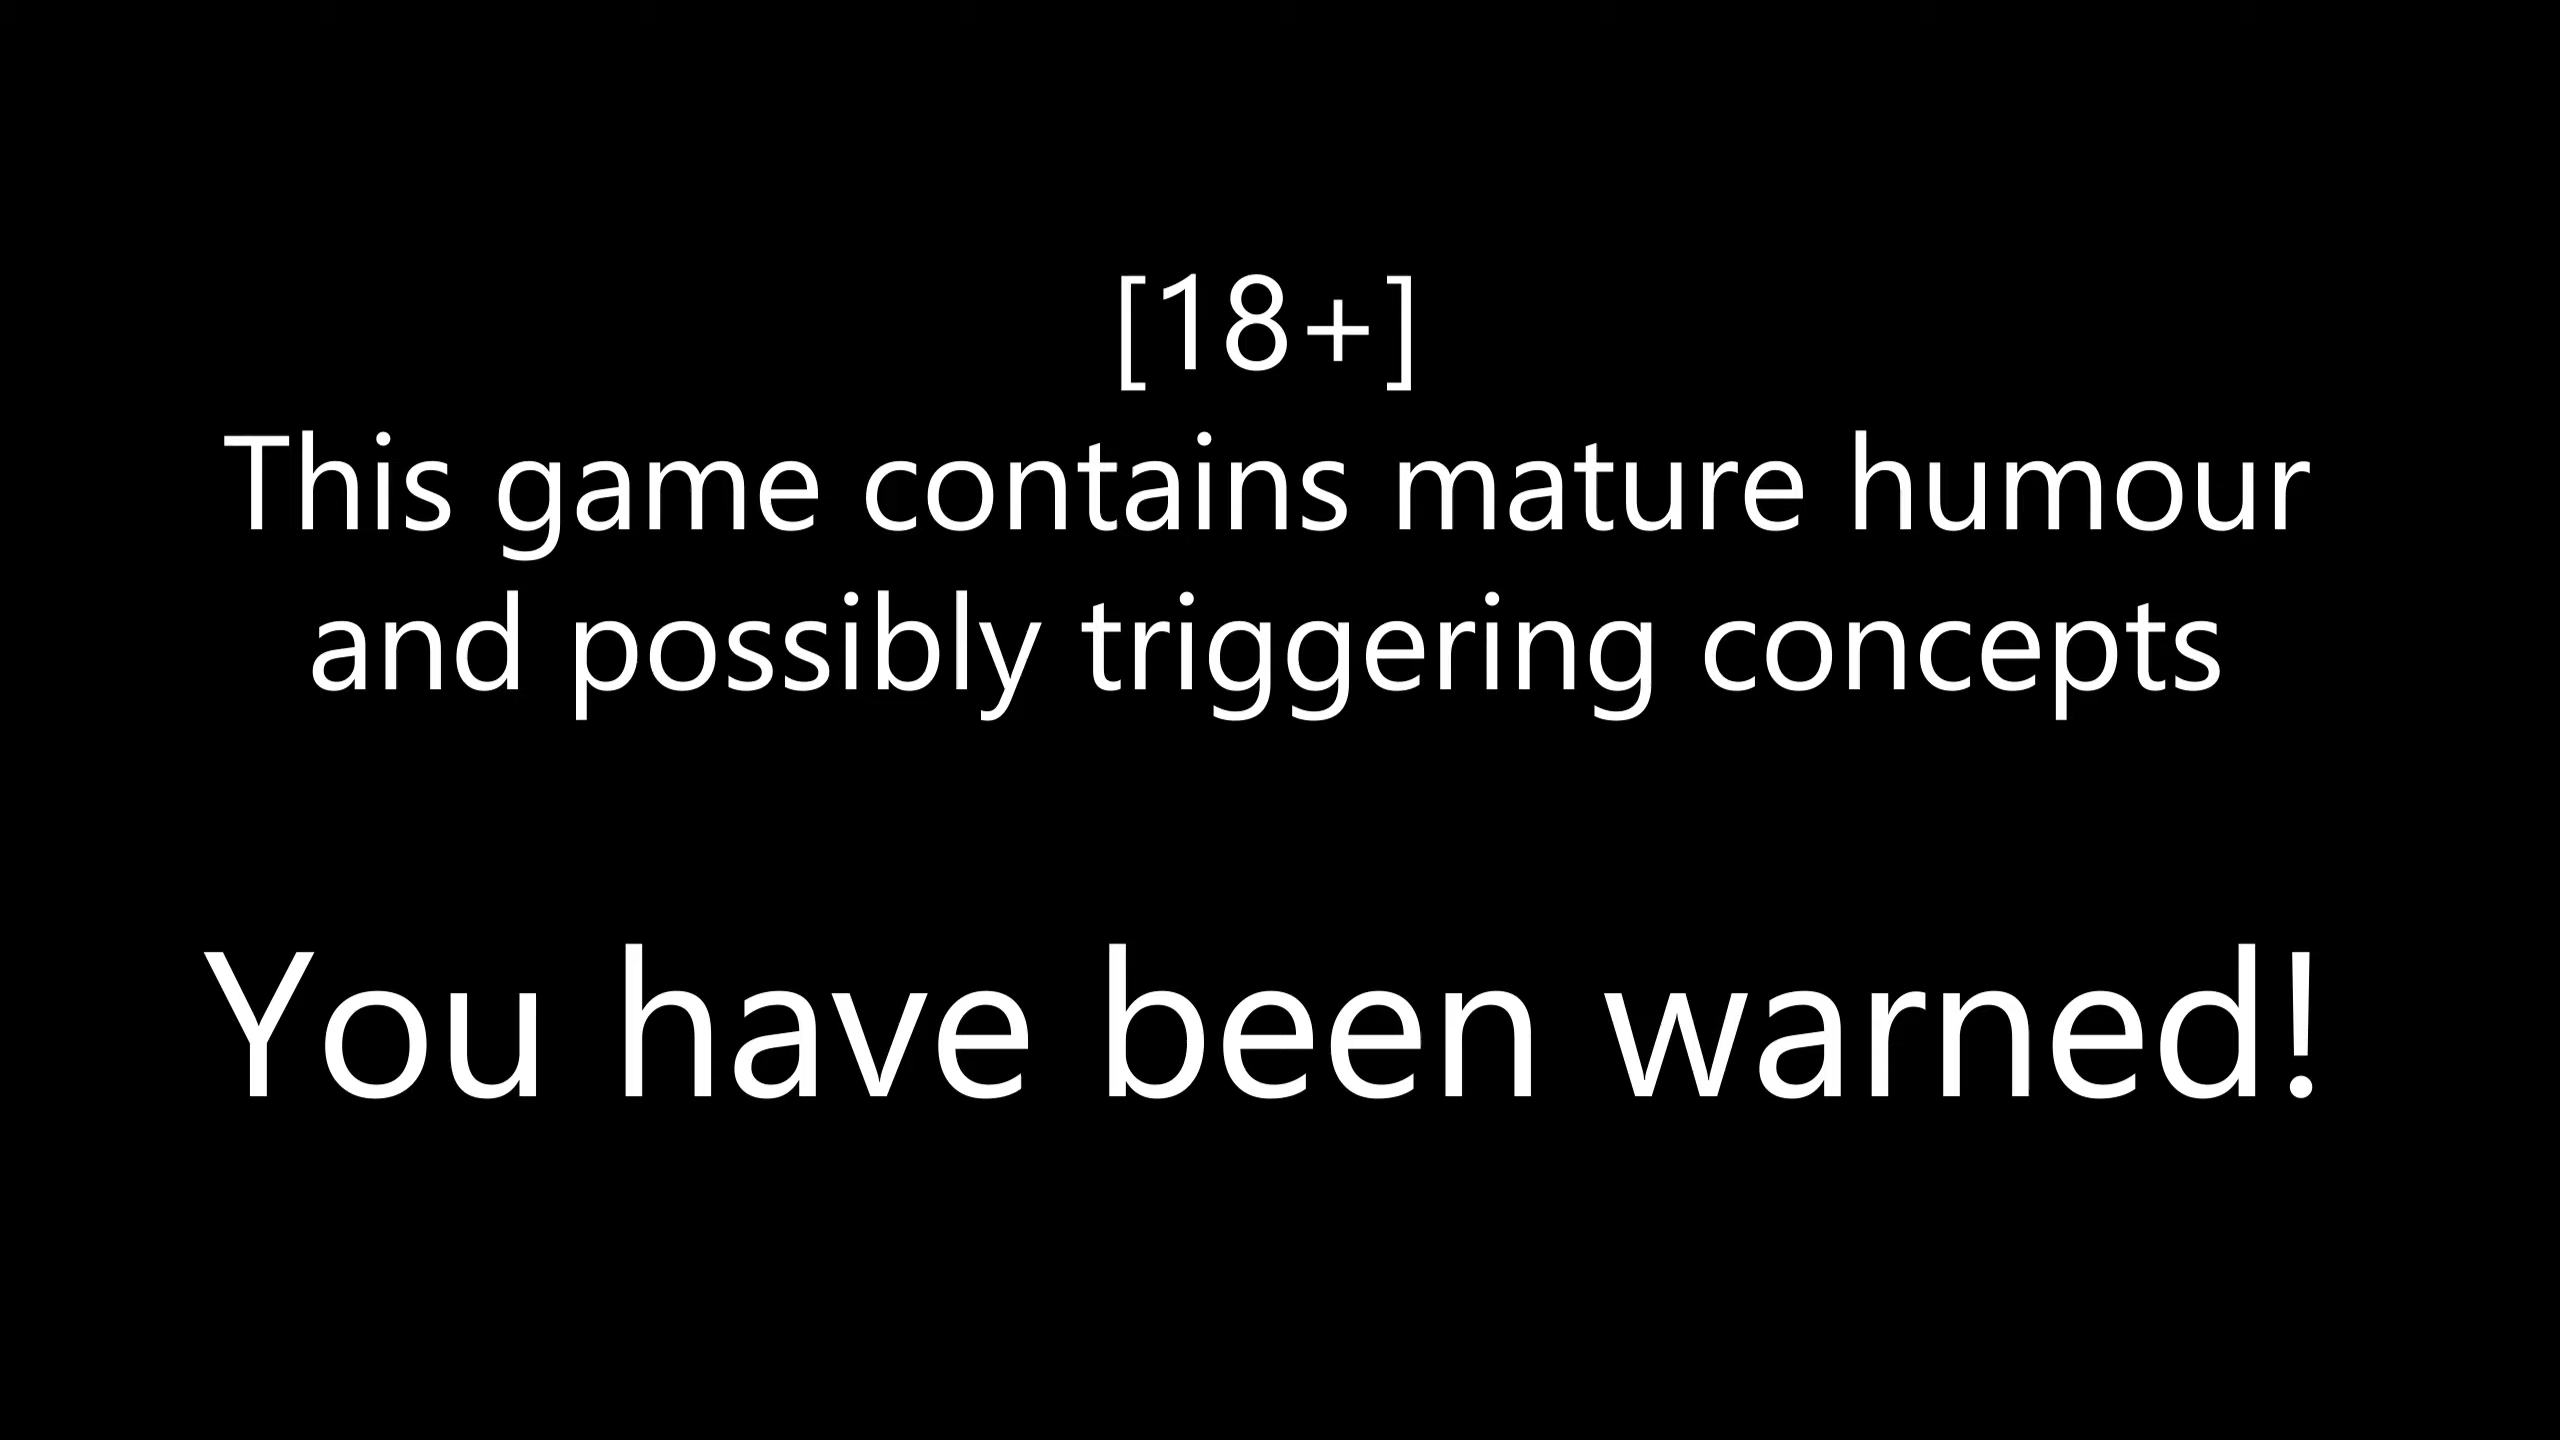 [18+]
This game contains mature humour
and possibly triggering concepts
You have been warned!